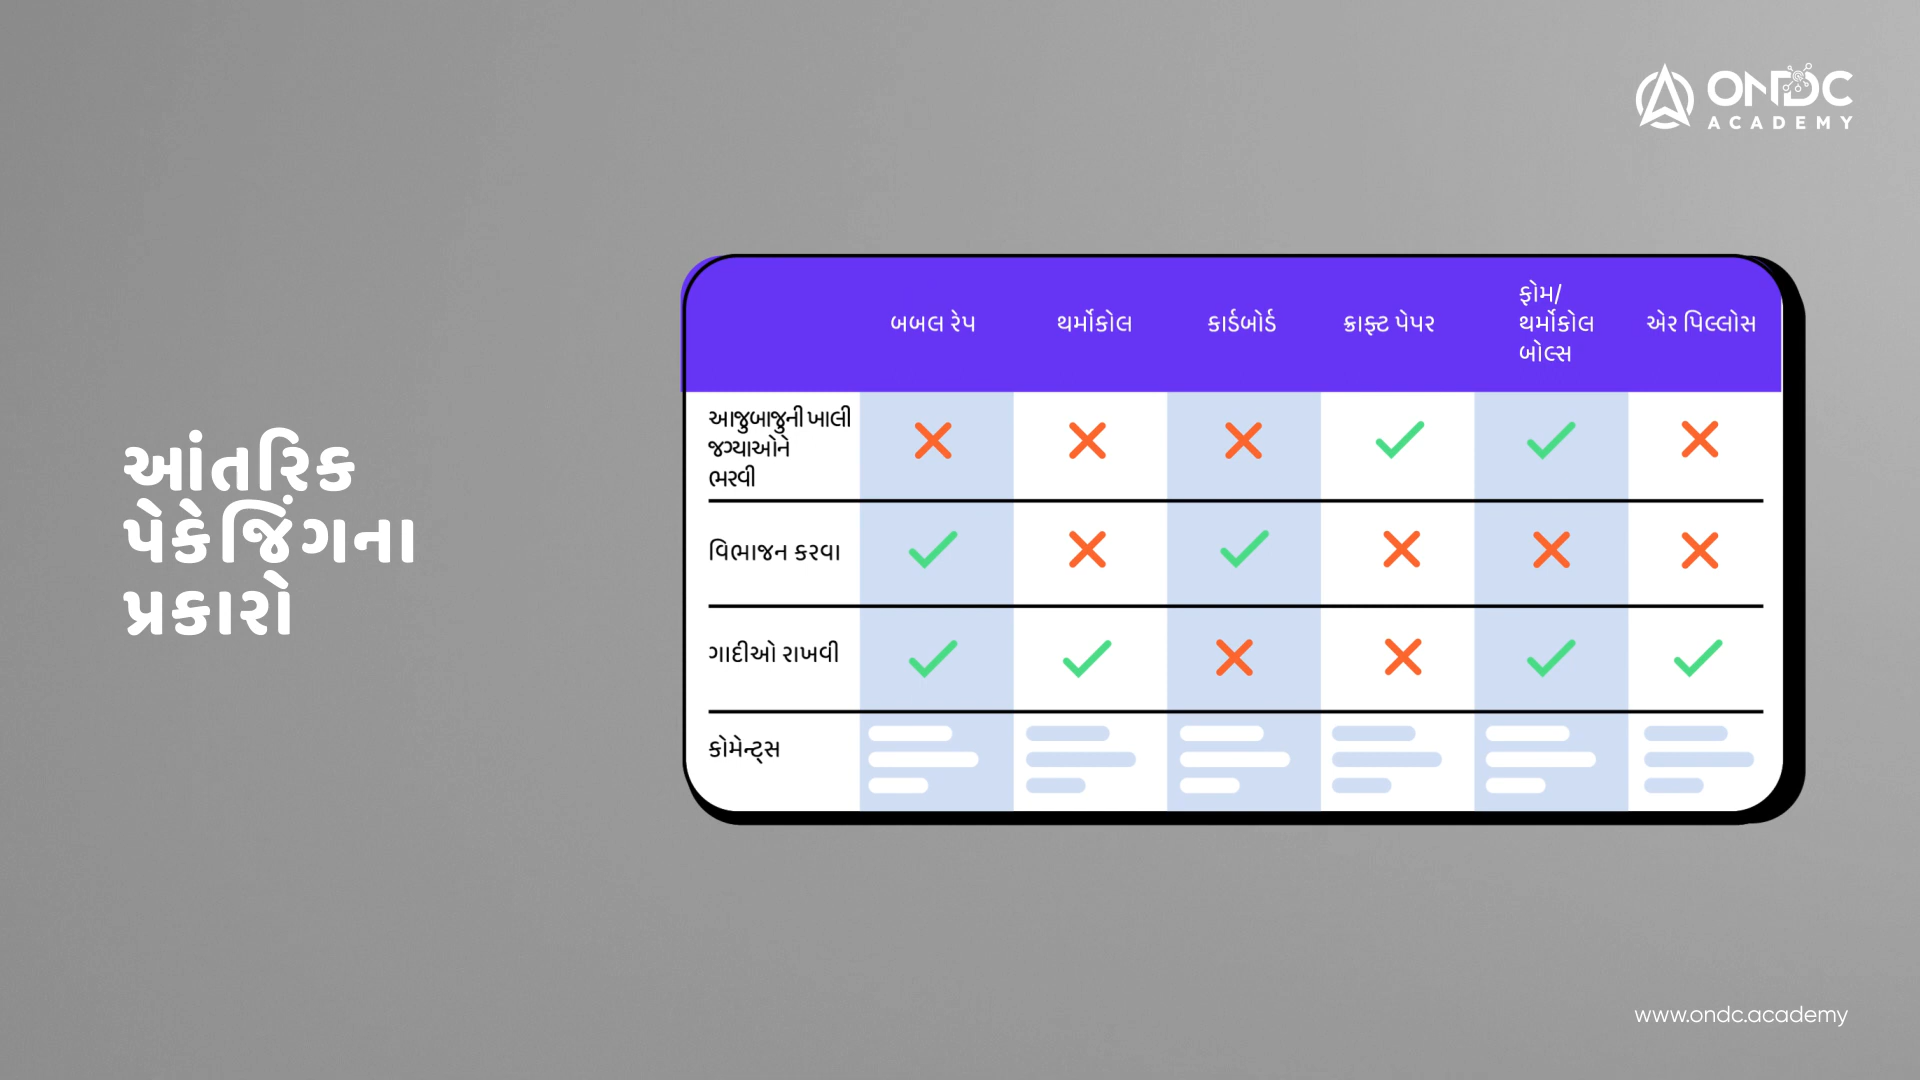 ONDC
ACADEMY
આંતરિક
પેકેજિંગના
પ્રકારો
બબલ રેપ
થર્મોકોલ
કાર્ડબોર્ડ
ક્રાફ્ટ પેપર
ફોમ/
થર્મોકોલ
બોલ્સ
એર પિલ્લોસ
આજુબાજુની ખાલી
જગ્યાઓને
ભરવી
વિભાજન કરવા
ગાદીઓ રાખવી
કોમેન્ટ્સ
www.ondc.academy